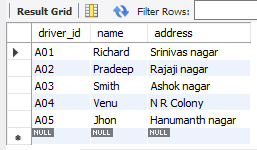 Result Grid Filter Rows:
driver_id name address
A01 Richard Srinivas nagar
A02 Pradeep Rajaji nagar
A03 Smith Ashok nagar
A04 Venu N R Colony
A05 Jhon Hanumanth nagar
NULL NULL NULL